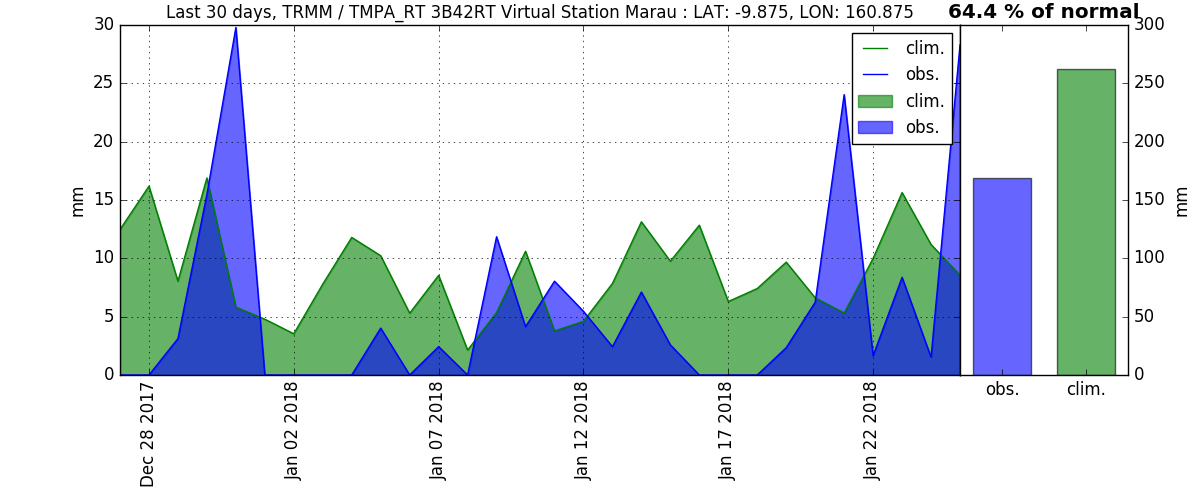 Last 30 days, TRMM / TMPA_RT 3B42RT Virtual Station Marau : LAT: -9.875, LON: 160.875
64.4 % of normal
30
25
20
15
10
5
0
mm
clim.
obs.
clim.
obs.
300
250
200
150
100
50
0
mm
Dec 28 2017
Jan 02 2018
Jan 07 2018
Jan 12 2018
Jan 17 2018
Jan 22 2018
obs.
clim.